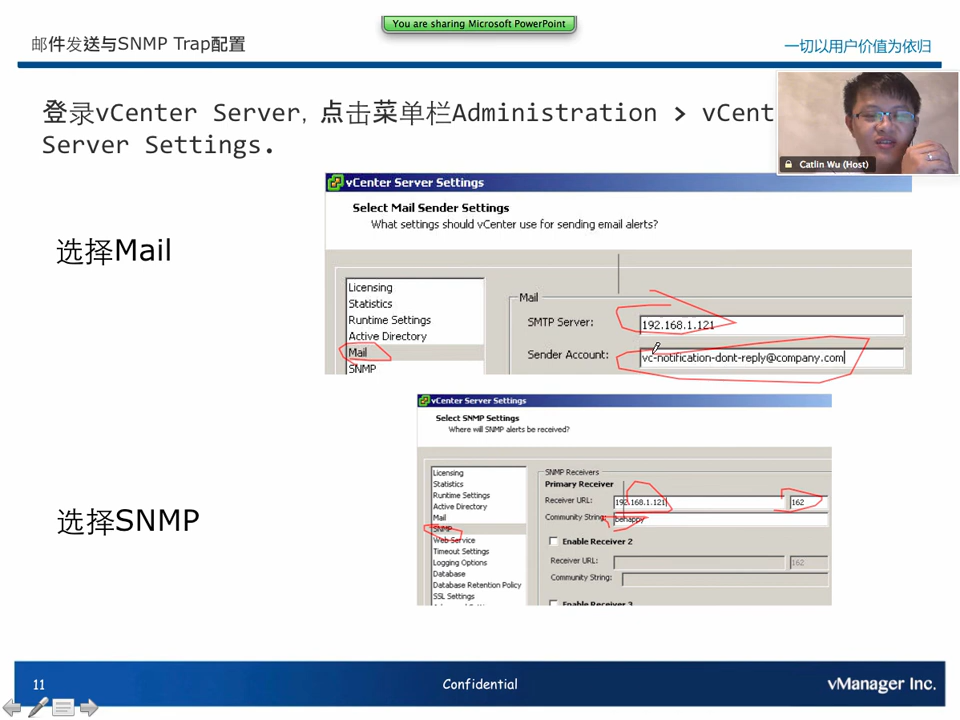 You are sharing Microsoft PowerPoint
邮件发送与SNMP Trap配置
一切以用户价值为依归
登录vCenter Server, 点击菜单栏Administration > vCent
Server Settings.
Catlin Wu (Host)
vCenter Server Settings
Select Mail Sender Settings
What settings should vCenter use for sending email alerts?
选择Mail
Licensing
Statistics
Runtime Settings
Active Directory
Mail
SNMP
Mail
SMTP Server:
192.168.1.121
Sender Account:
vc-notification-dont-reply@company.com
vCenter Server Settings
Select SNMP Settings
Where will SNMP alerts be received?
选择SNMP
Licensing
Statistics
Runtime Settings
Active Directory
Mail
SNMP
Web Service
Timeout Settings
Logging Options
Database
Database Retention Policy
SSL Settings
SNMP Receivers
Primary Receiver
Receiver URL:
192.168.1.121
162
Community String:
behappy
Enable Receiver 2
Receiver URL:
162
Community String:
Enable Receiver 3
11
Confidential
vManager Inc.